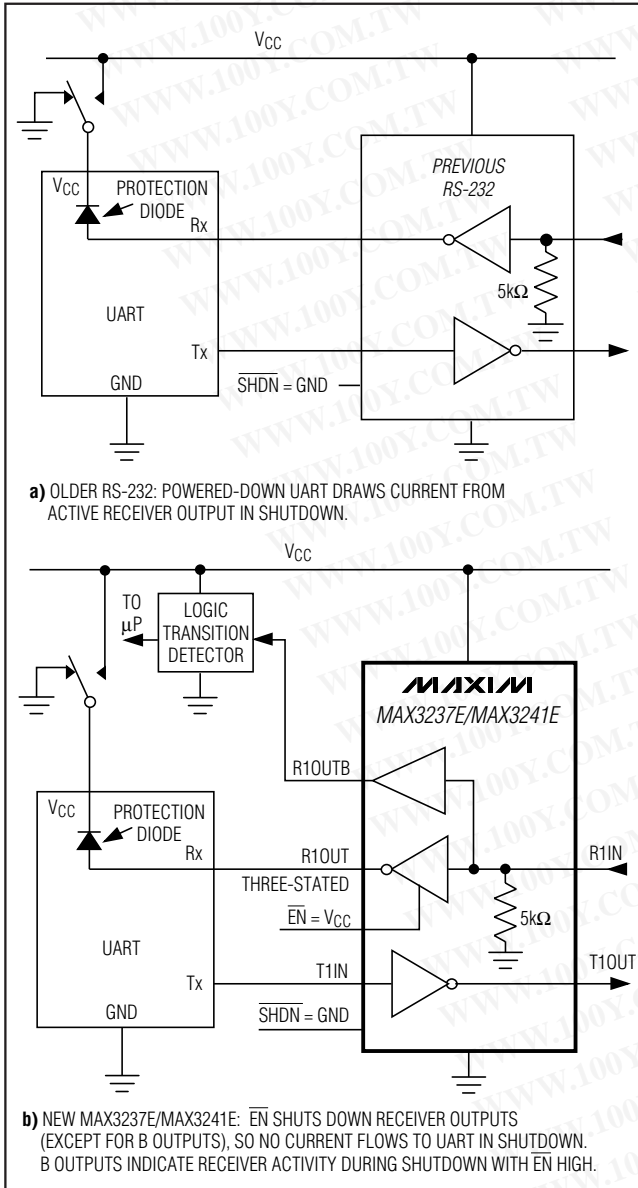 VCC
PREVIOUS
RS-232
VCC
PROTECTION
DIODE
Rx
5kΩ
UART
Tx
SHDN = GND
GND
a) OLDER RS-232: POWERED-DOWN UART DRAWS CURRENT FROM
ACTIVE RECEIVER OUTPUT IN SHUTDOWN.
VCC
TO
μP
LOGIC
TRANSITION
DETECTOR
MAXIM
MAX3237E/MAX3241E
R1OUTB
VCC
PROTECTION
DIODE
Rx
R1OUT
R1IN
THREE-STATED
EN = VCC
5kΩ
UART
Tx
T1IN
T1OUT
GND
SHDN = GND
b) NEW MAX3237E/MAX3241E: EN SHUTS DOWN RECEIVER OUTPUTS
(EXCEPT FOR B OUTPUTS), SO NO CURRENT FLOWS TO UART IN SHUTDOWN.
B OUTPUTS INDICATE RECEIVER ACTIVITY DURING SHUTDOWN WITH EN HIGH.
WWW.100Y.COM.TW